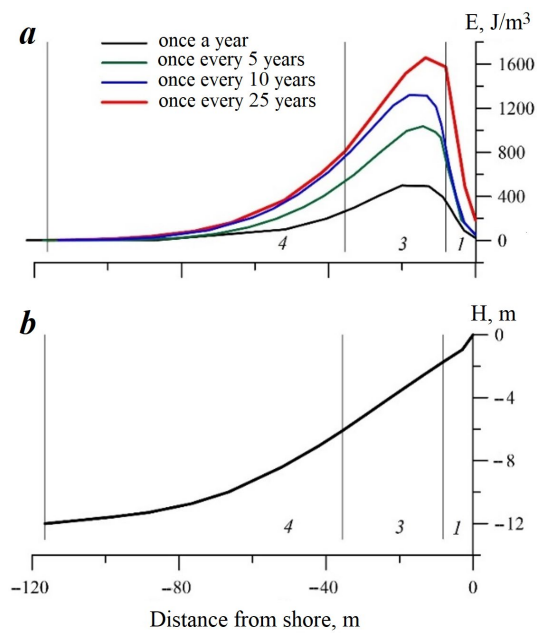 a
E, J/m³
once a year
once every 5 years
once every 10 years
once every 25 years
1600
1200
800
400
0
4 3 1
b
H, m
0
−4
−8
−12
4 3 1
−120 −80 −40 0
Distance from shore, m